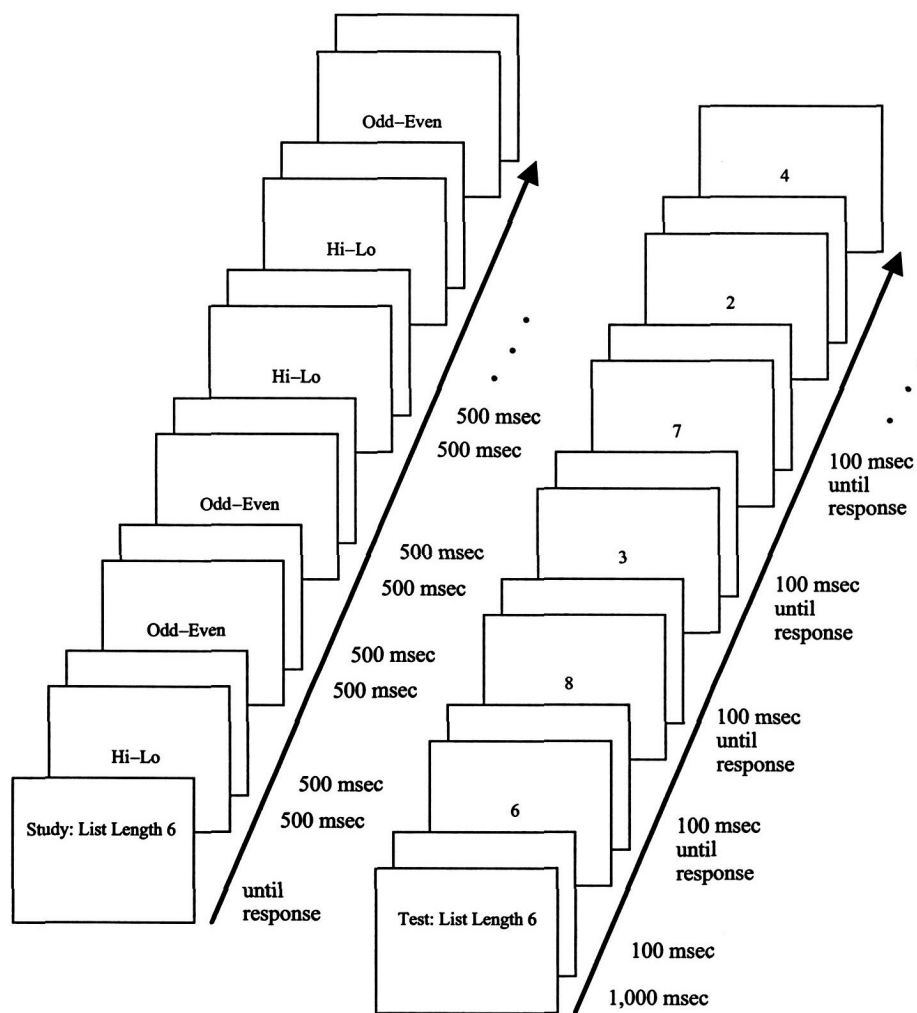 Study: List Length 6
Hi–Lo
Odd–Even
Odd–Even
Hi–Lo
Hi–Lo
Odd–Even
until
response
500 msec
500 msec
500 msec
500 msec
500 msec
500 msec
500 msec
500 msec
Test: List Length 6
6
8
3
7
2
4
1,000 msec
100 msec
100 msec
until
response
100 msec
until
response
100 msec
until
response
100 msec
until
response